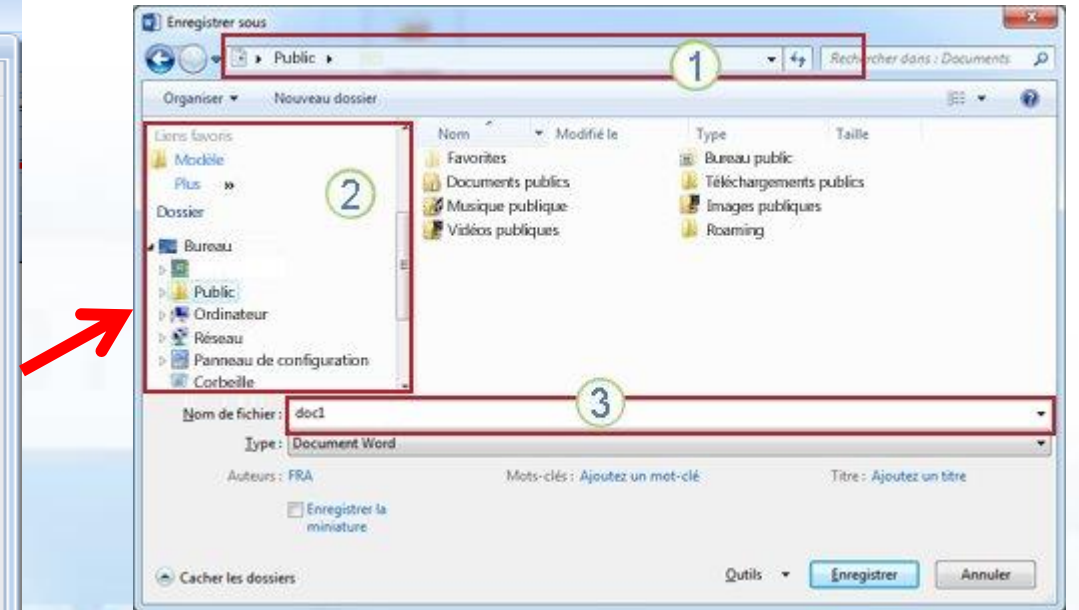 Enregistrer sous
Public
1
Rechercher dans : Documents
Organiser
Nouveau dossier
Liens favoris
Modèle
Plus »
Dossier
Bureau
Public
Ordinateur
Réseau
Panneau de configuration
Corbeille
2
Nom Modifié le Type Taille
Favorites Bureau public
Documents publics Téléchargements publics
Musique publique Images publiques
Vidéos publiques Roaming
Nom de fichier : doc1
3
Type : Document Word
Auteurs : FRA Mots-clés : Ajoutez un mot-clé Titre : Ajoutez un titre
Enregistrer la
miniature
Cacher les dossiers Outils Enregistrer Annuler